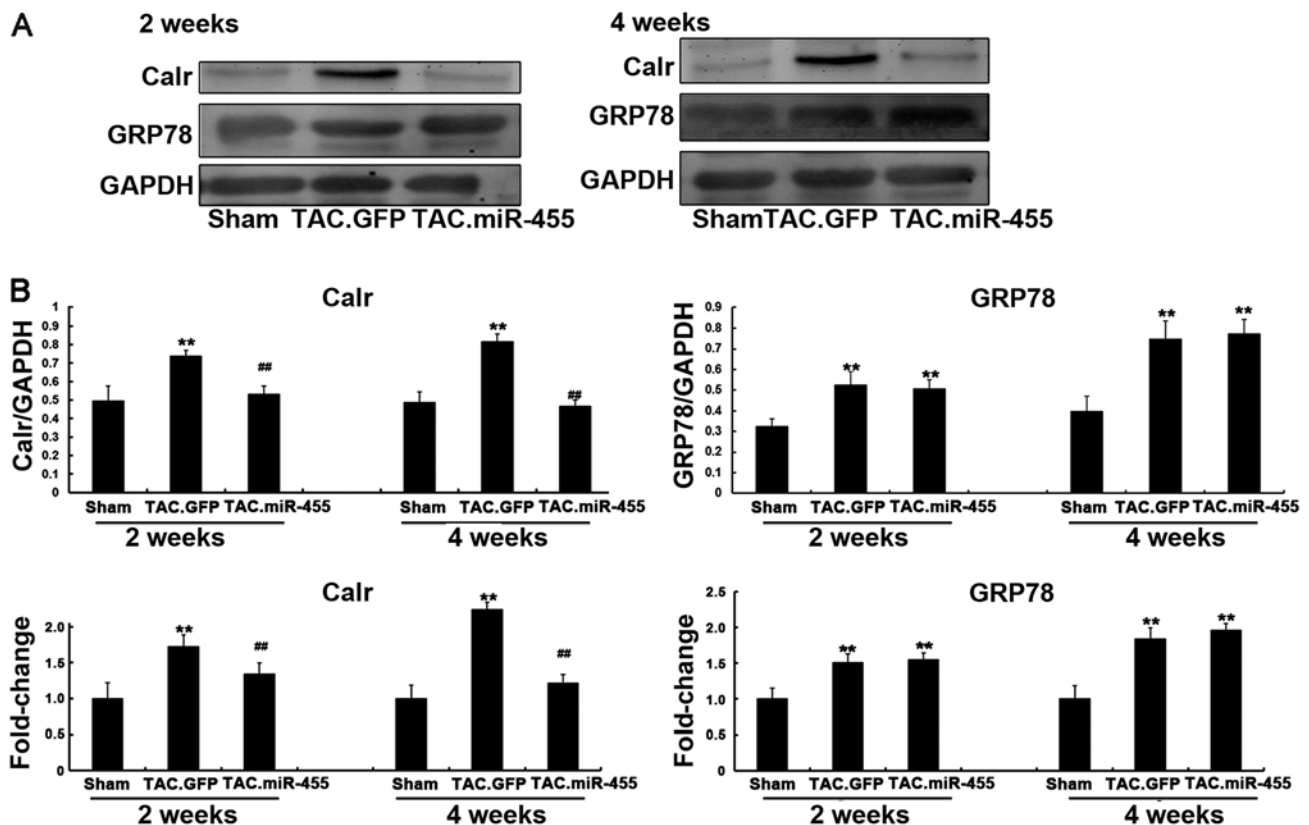 A
2 weeks
Calr
GRP78
GAPDH
Sham TAC.GFP TAC.miR-455
4 weeks
Calr
GRP78
GAPDH
ShamTAC.GFP TAC.miR-455
B
Calr
Calr/GAPDH
1
0.9
0.8
0.7
0.6
0.5
0.4
0.3
0.2
0.1
0
** ## ** ##
Sham TAC.GFP TAC.miR-455 Sham TAC.GFP TAC.miR-455
2 weeks 4 weeks
GRP78
GRP78/GAPDH
0.9
0.8
0.7
0.6
0.5
0.4
0.3
0.2
0.1
0
** ** ** **
Sham TAC.GFP TAC.miR-455 Sham TAC.GFP TAC.miR-455
2 weeks 4 weeks
Calr
Fold-change
2.5
2.0
1.5
1.0
0.5
0
** ## ** ##
Sham TAC.GFP TAC.miR-455 Sham TAC.GFP TAC.miR-455
2 weeks 4 weeks
GRP78
Fold-change
2.5
2.0
1.5
1.0
0.5
0
** ** ** **
Sham TAC.GFP TAC.miR-455 Sham TAC.GFP TAC.miR-455
2 weeks 4 weeks